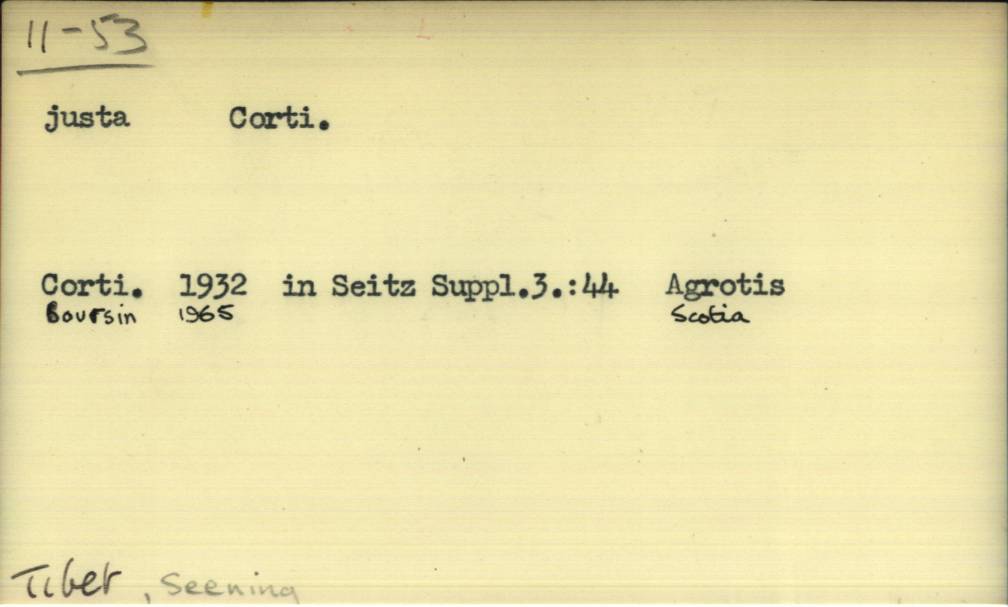 11-53
justa Corti.
Corti. 1932 in Seitz Suppl.3.:44 Agrotis
Boursin 1965 Scotia
Tibet, Seening